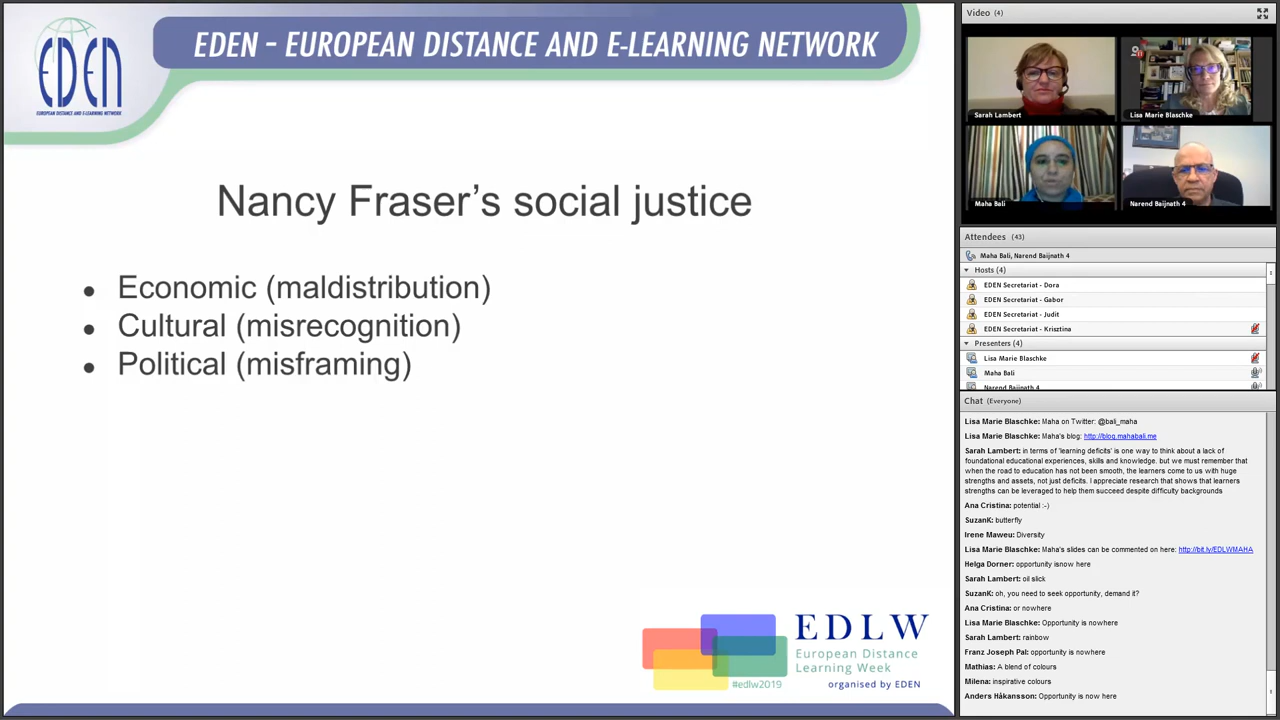 EDEN
EUROPEAN DISTANCE AND E-LEARNING NETWORK
EDEN – EUROPEAN DISTANCE AND E-LEARNING NETWORK
Nancy Fraser's social justice
● Economic (maldistribution)
● Cultural (misrecognition)
● Political (misframing)
EDLW
European Distance
Learning Week
#edlw2019
organised by EDEN
Video (4)
Sarah Lambert
Lisa Marie Blaschke
Maha Bali
Narend Baijnath 4
Attendees (43)
Maha Bali, Narend Baijnath 4
Hosts (4)
EDEN Secretariat - Dora
EDEN Secretariat - Gabor
EDEN Secretariat - Judit
EDEN Secretariat - Krisztina
Presenters (4)
Lisa Marie Blaschke
Maha Bali
Narend Baijnath 4
Chat (Everyone)
Lisa Marie Blaschke: Maha on Twitter: @bali_maha
Lisa Marie Blaschke: Maha's blog: http://blog.mahabali.me
Sarah Lambert: in terms of 'learning deficits' is one way to think about a lack of
foundational educational experiences, skills and knowledge. but we must remember that
when the road to education has not been smooth, the learners come to us with huge
strengths and assets, not just deficits. I appreciate research that shows that learners
strengths can be leveraged to help them succeed despite difficulty backgrounds
Ana Cristina: potential :-)
SuzanK: butterfly
Irene Maweu: Diversity
Lisa Marie Blaschke: Maha's slides can be commented on here: http://bit.ly/EDLWMAHA
Helga Dorner: opportunity isnow here
Sarah Lambert: oil slick
SuzanK: oh, you need to seek opportunity, demand it?
Ana Cristina: or nowhere
Lisa Marie Blaschke: Opportunity is nowhere
Sarah Lambert: rainbow
Franz Joseph Pal: opportunity is nowhere
Mathias: A blend of colours
Milena: inspirative colours
Anders Håkansson: Opportunity is now here